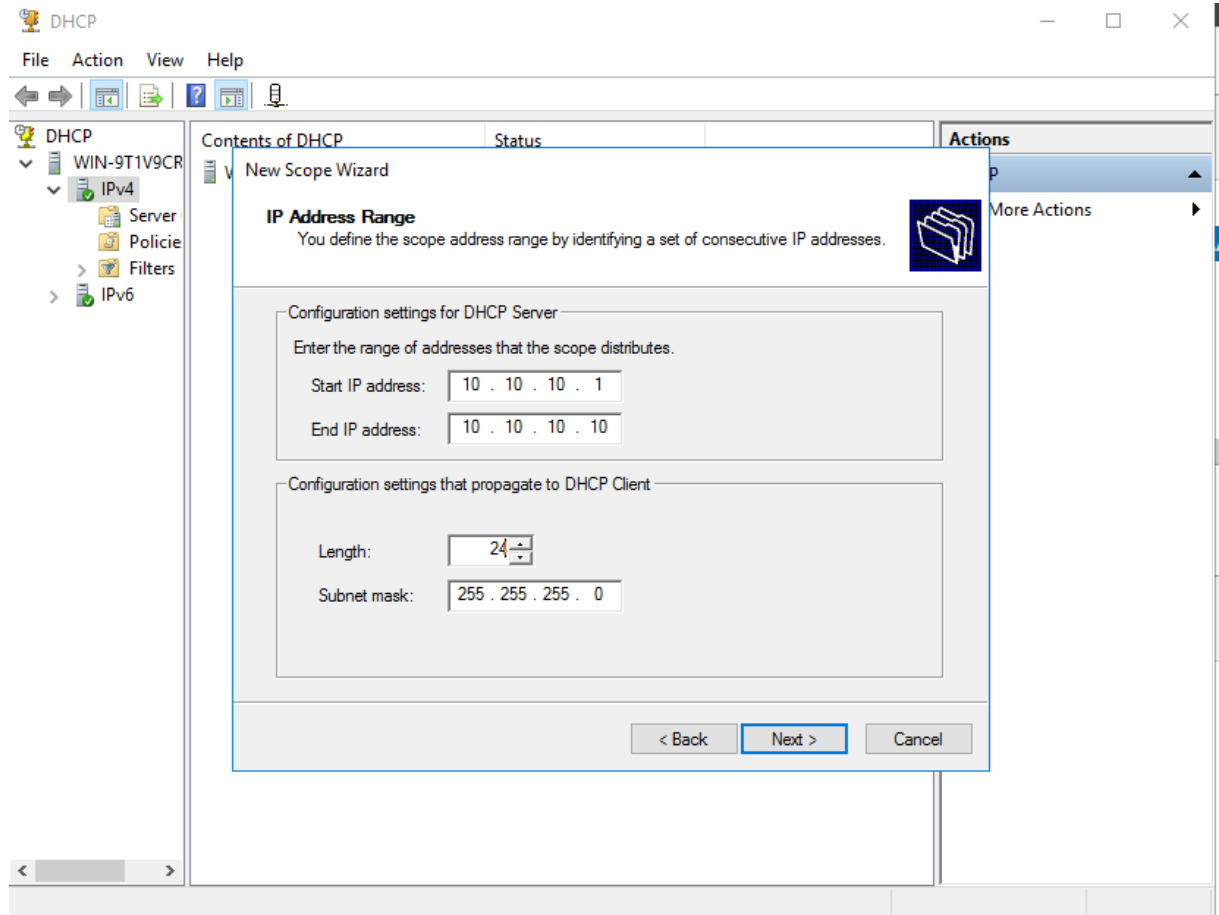 DHCP
File Action View Help
DHCP
WIN-9T1V9CR
IPv4
Server
Policie
Filters
IPv6
Contents of DHCP Status
Actions
More Actions
New Scope Wizard
IP Address Range
You define the scope address range by identifying a set of consecutive IP addresses.
Configuration settings for DHCP Server
Enter the range of addresses that the scope distributes.
Start IP address: 10 . 10 . 10 . 1
End IP address: 10 . 10 . 10 . 10
Configuration settings that propagate to DHCP Client
Length: 24
Subnet mask: 255 . 255 . 255 . 0
< Back Next > Cancel